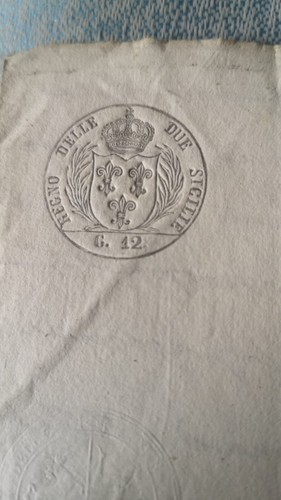 REGNO DELLE DUE SICILIE
G. 12